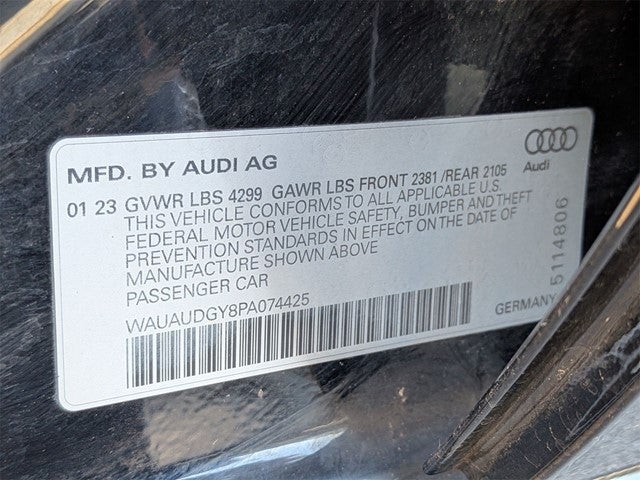 MFD. BY AUDI AG
Audi
01 23 GVWR LBS 4299 GAWR LBS FRONT 2381 /REAR 2105
THIS VEHICLE CONFORMS TO ALL APPLICABLE U.S.
FEDERAL MOTOR VEHICLE SAFETY, BUMPER AND THEFT
PREVENTION STANDARDS IN EFFECT ON THE DATE OF
MANUFACTURE SHOWN ABOVE
PASSENGER CAR
WAUAUDGY8PA074425
GERMANY
5114806